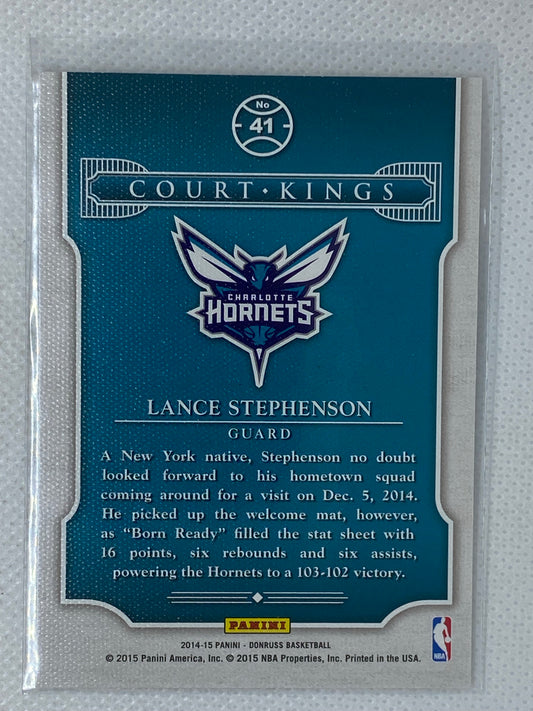 No
41
COURT • KINGS
CHARLOTTE
HORNETS
LANCE STEPHENSON
GUARD
A New York native, Stephenson no doubt
looked forward to his hometown squad
coming around for a visit on Dec. 5, 2014.
He picked up the welcome mat, however,
as “Born Ready” filled the stat sheet with
16 points, six rebounds and six assists,
powering the Hornets to a 103-102 victory.
PANINI
2014-15 PANINI - DONRUSS BASKETBALL
© 2015 Panini America, Inc. © 2015 NBA Properties, Inc. Printed in the USA.
NBA